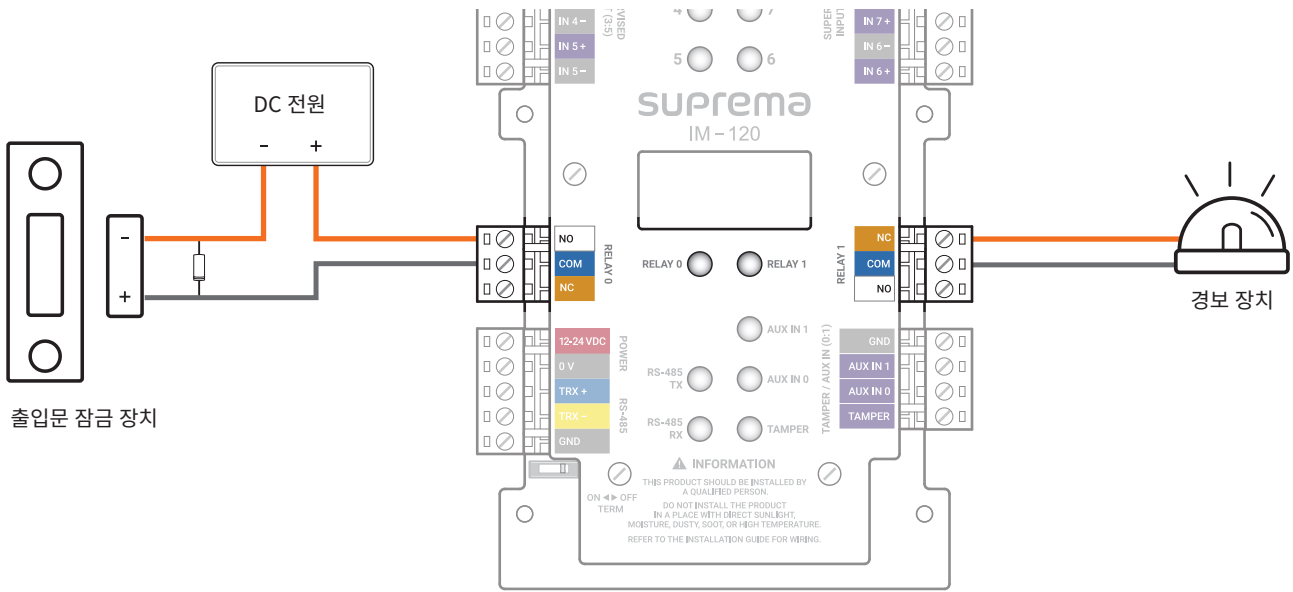 4
7
IN 4 –
IN 5 +
IN 5 –
VISED
T (3:5)
5
6
SUPER
INPUT
IN 7 +
IN 6 –
IN 6 +
suprema
IM – 120
DC 전원
–
+
–
+
NO
COM
NC
RELAY 0
RELAY 0
RELAY 1
RELAY 1
NC
COM
NO
경보 장치
출입문 잠금 장치
12-24 VDC
0 V
TRX +
TRX –
GND
POWER
RS-485
AUX IN 1
RS-485
TX
AUX IN 0
RS-485
RX
TAMPER
TAMPER / AUX IN (0:1)
GND
AUX IN 1
AUX IN 0
TAMPER
INFORMATION
THIS PRODUCT SHOULD BE INSTALLED BY
A QUALIFIED PERSON.
DO NOT INSTALL THE PRODUCT
IN A PLACE WITH DIRECT SUNLIGHT,
MOISTURE, DUSTY, SOOT, OR HIGH TEMPERATURE.
REFER TO THE INSTALLATION GUIDE FOR WIRING.
ON ◀▶ OFF
TERM